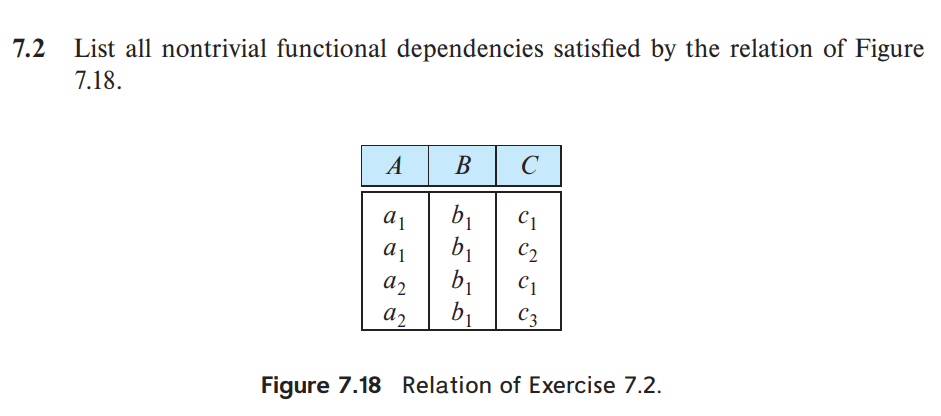 7.2 List all nontrivial functional dependencies satisfied by the relation of Figure
7.18.
A B C
a₁ b₁ c₁
a₁ b₁ c₂
a₂ b₁ c₁
a₂ b₁ c₃
Figure 7.18 Relation of Exercise 7.2.